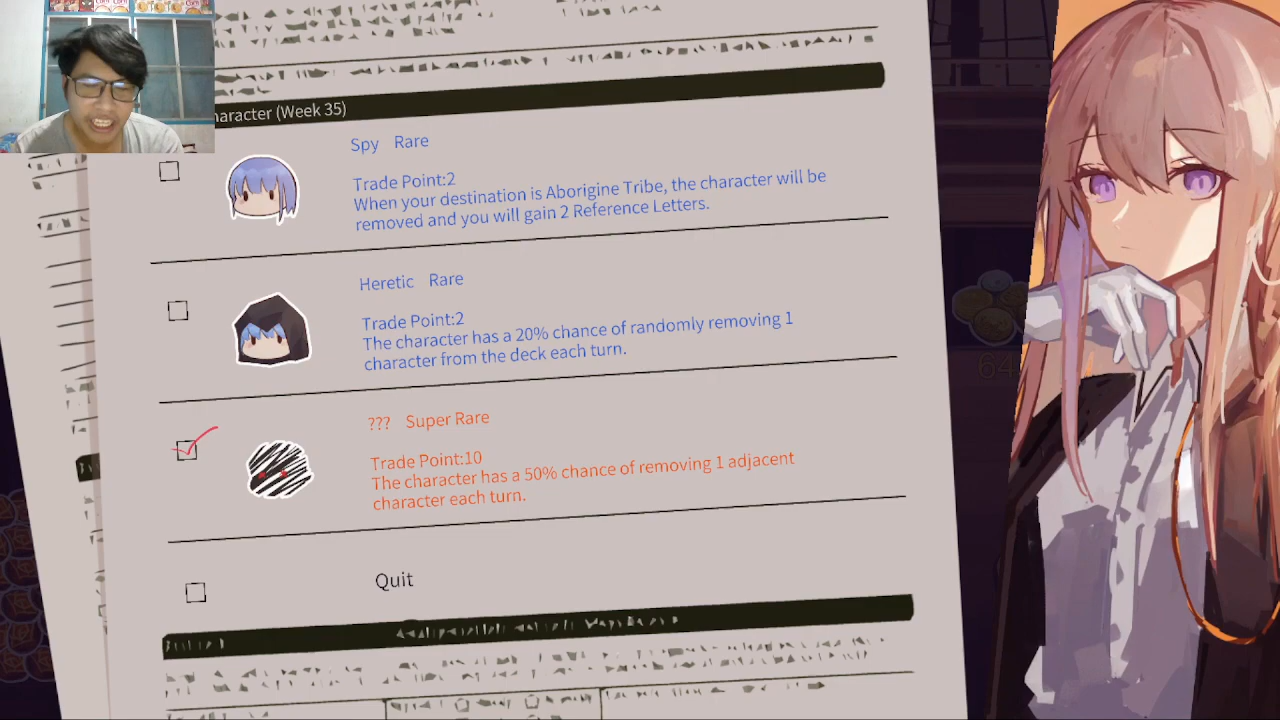 haracter (Week 35)
Spy Rare
Trade Point:2
When your destination is Aborigine Tribe, the character will be
removed and you will gain 2 Reference Letters.
Heretic Rare
Trade Point:2
The character has a 20% chance of randomly removing 1
character from the deck each turn.
??? Super Rare
Trade Point:10
The character has a 50% chance of removing 1 adjacent
character each turn.
Quit